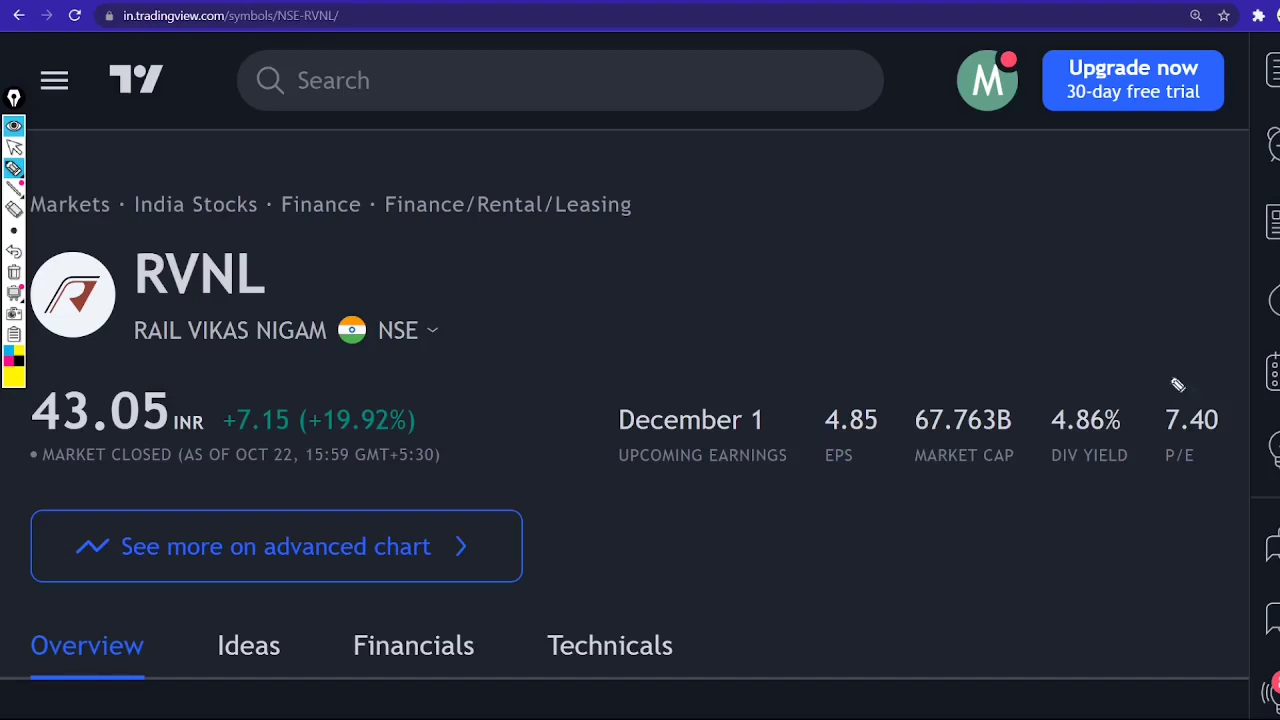 in.tradingview.com/symbols/NSE-RVNL/
Search
M
Upgrade now
30-day free trial
Markets · India Stocks · Finance · Finance/Rental/Leasing
RVNL
RAIL VIKAS NIGAM NSE
43.05 INR +7.15 (+19.92%)
• MARKET CLOSED (AS OF OCT 22, 15:59 GMT+5:30)
December 1 4.85 67.763B 4.86% 7.40
UPCOMING EARNINGS EPS MARKET CAP DIV YIELD P/E
See more on advanced chart
Overview Ideas Financials Technicals